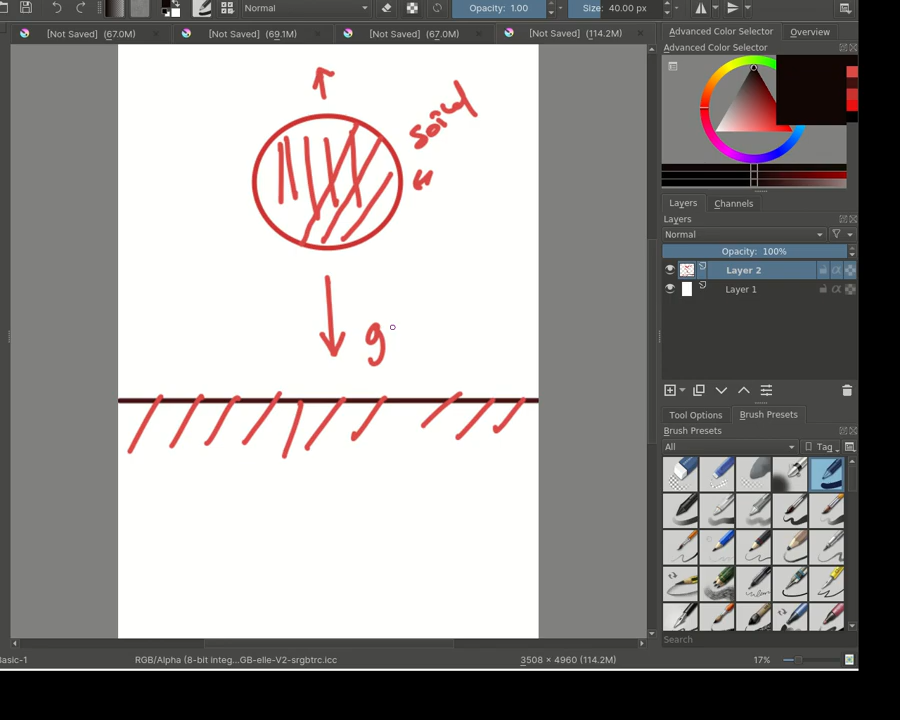 Normal
Opacity: 1.00
Size: 40.00 px
[Not Saved] (67.0M)
[Not Saved] (69.1M)
[Not Saved] (67.0M)
[Not Saved] (114.2M)
Advanced Color Selector
Overview
Advanced Color Selector
solid
g
Layers
Channels
Layers
Normal
Opacity: 100%
Layer 2
Layer 1
Tool Options
Brush Presets
Brush Presets
All
Tag
Search
asic-1
RGB/Alpha (8-bit integ...GB-elle-V2-srgbtrc.icc
3508 × 4960 (114.2M)
17%